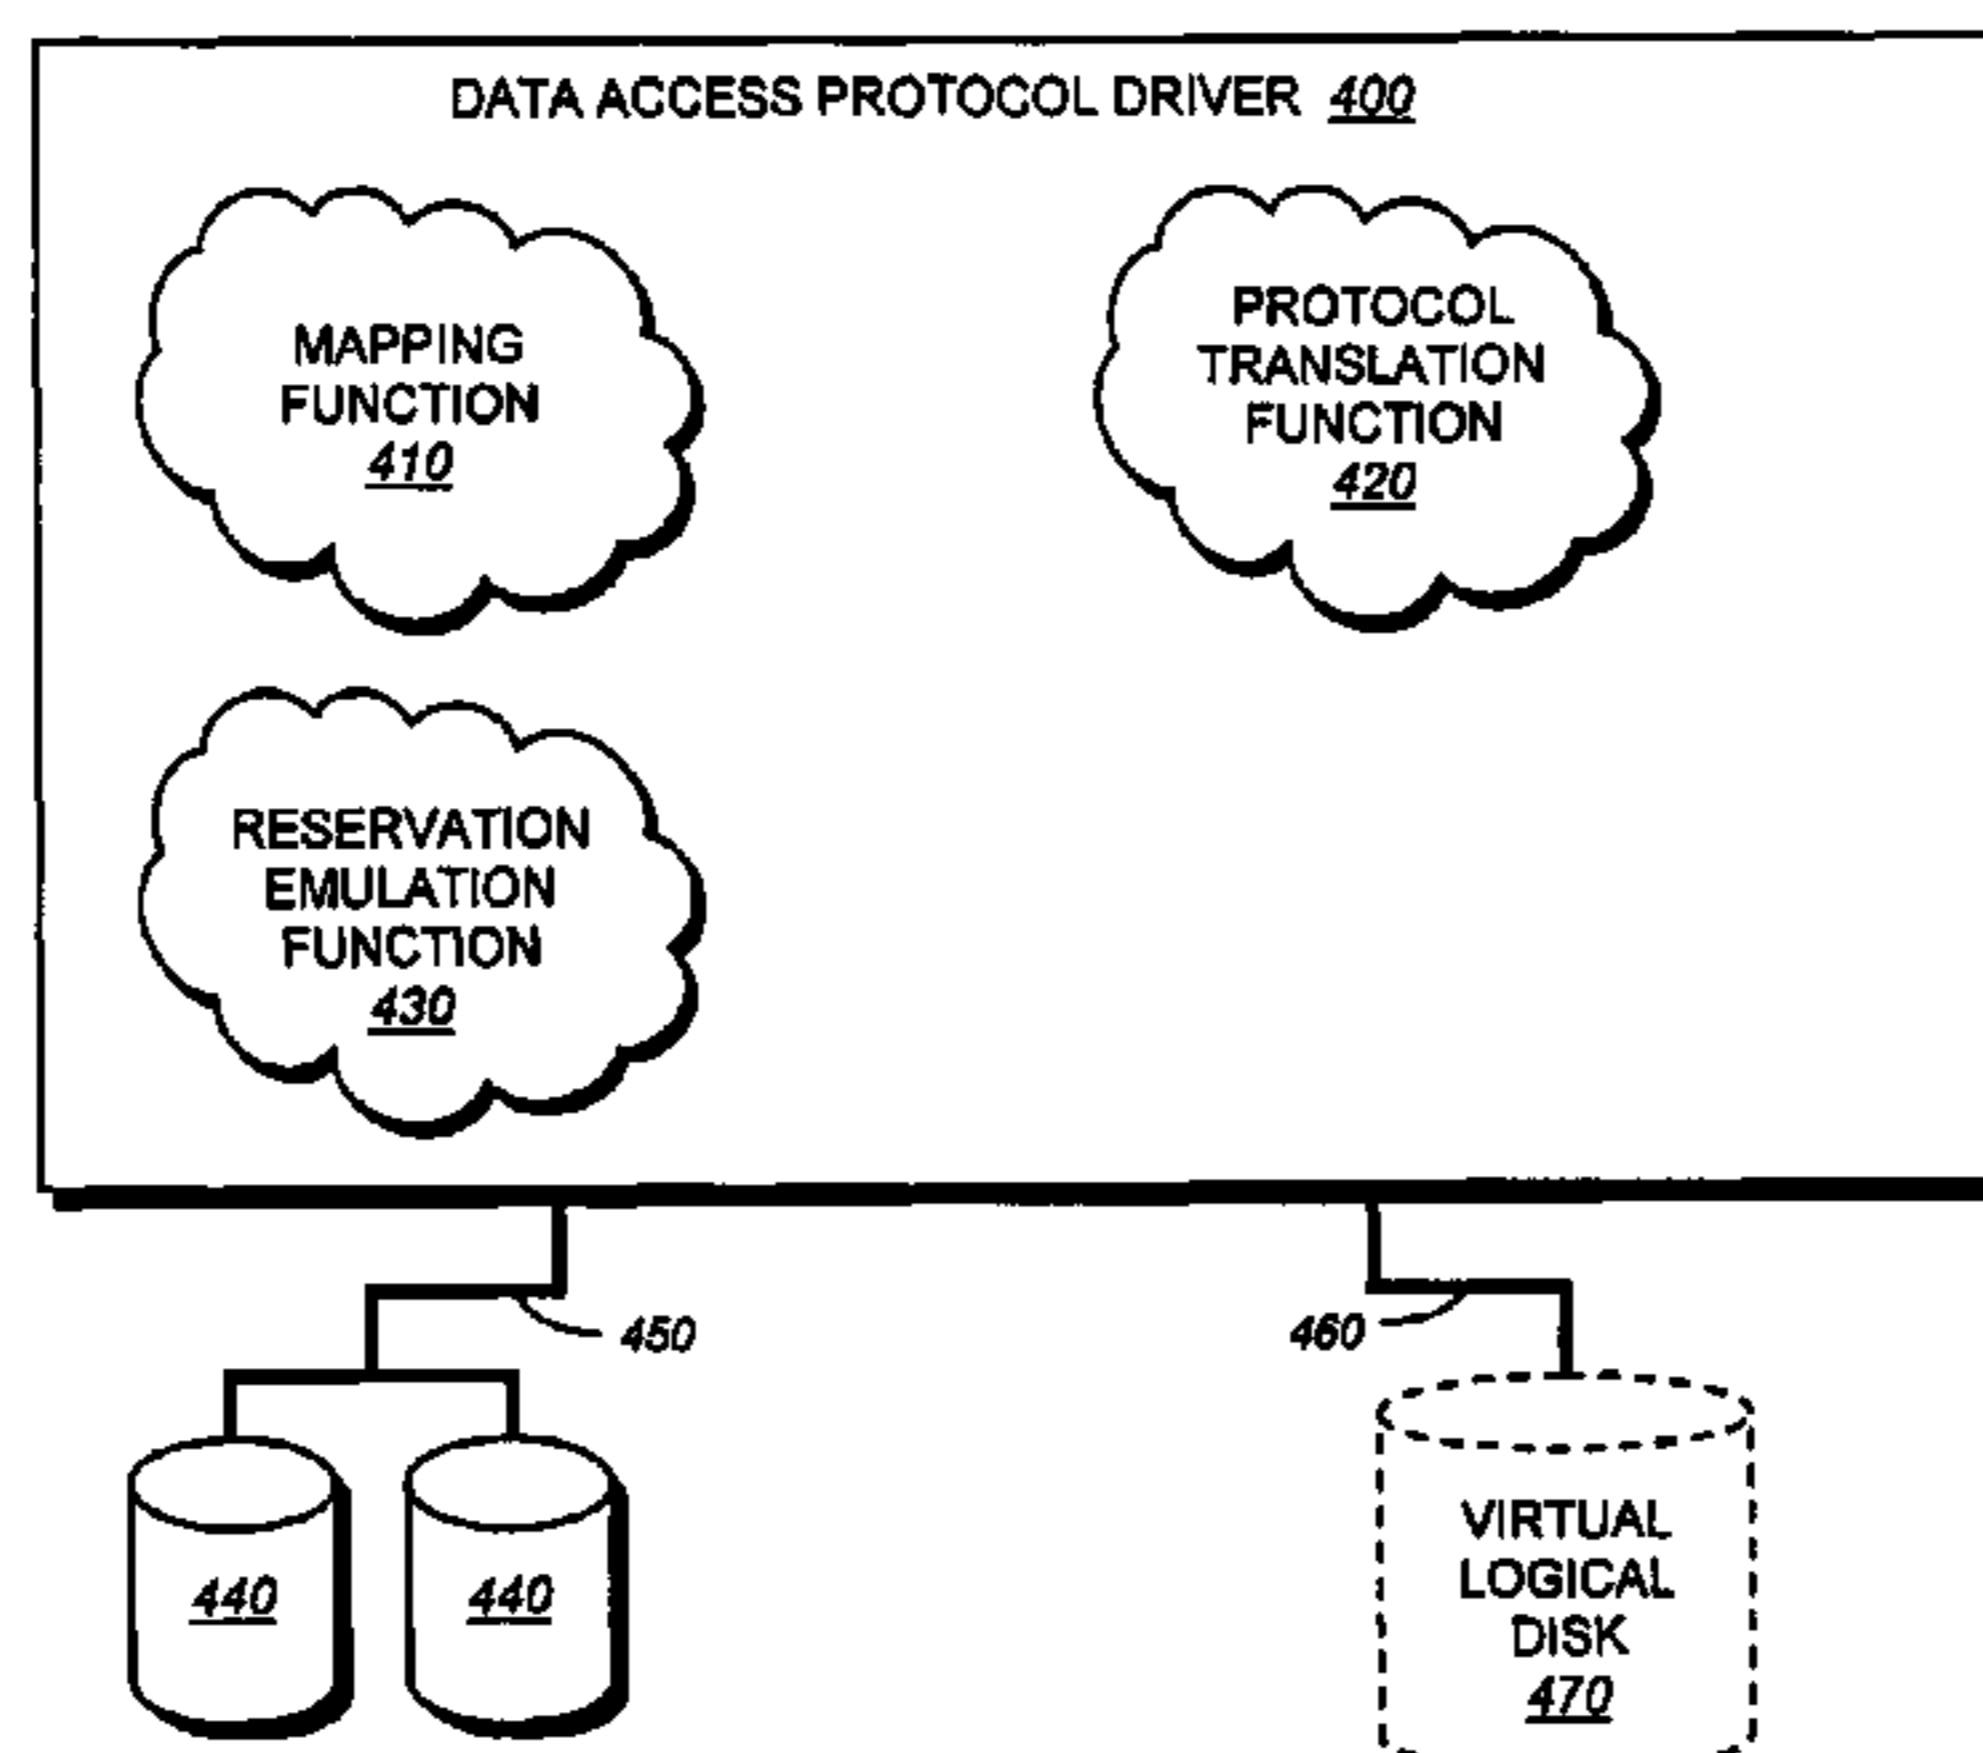 DATA ACCESS PROTOCOL DRIVER 400
MAPPING
FUNCTION
410
PROTOCOL
TRANSLATION
FUNCTION
420
RESERVATION
EMULATION
FUNCTION
430
450
460
440
440
VIRTUAL
LOGICAL
DISK
470